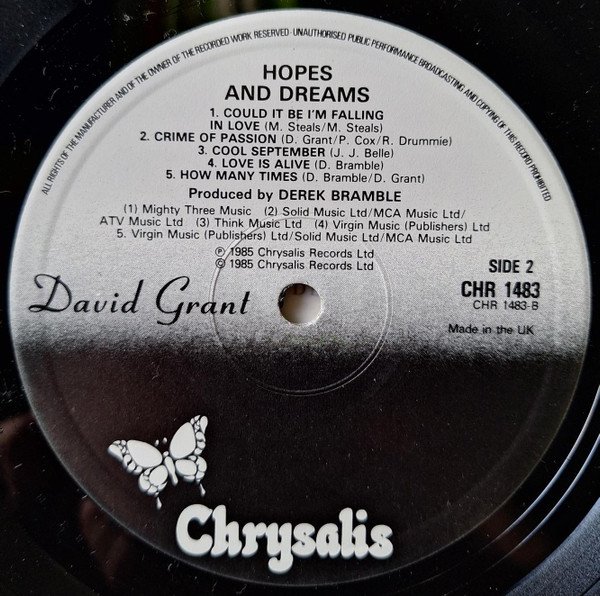 ALL RIGHTS OF THE MANUFACTURER AND OF THE OWNER OF THE RECORDED WORK RESERVED · UNAUTHORISED PUBLIC PERFORMANCE BROADCASTING AND COPYING OF THIS RECORD PROHIBITED
HOPES
AND DREAMS
1. COULD IT BE I'M FALLING
IN LOVE (M. Steals/M. Steals)
2. CRIME OF PASSION (D. Grant/P. Cox/R. Drummie)
3. COOL SEPTEMBER (J. J. Belle)
4. LOVE IS ALIVE (D. Bramble)
5. HOW MANY TIMES (D. Bramble/D. Grant)
Produced by DEREK BRAMBLE
(1) Mighty Three Music (2) Solid Music Ltd/MCA Music Ltd/
ATV Music Ltd (3) Think Music Ltd (4) Virgin Music (Publishers) Ltd
5. Virgin Music (Publishers) Ltd/Solid Music Ltd/MCA Music Ltd
℗ 1985 Chrysalis Records Ltd
© 1985 Chrysalis Records Ltd
SIDE 2
CHR 1483
CHR 1483-B
David Grant
Made in the UK
Chrysalis